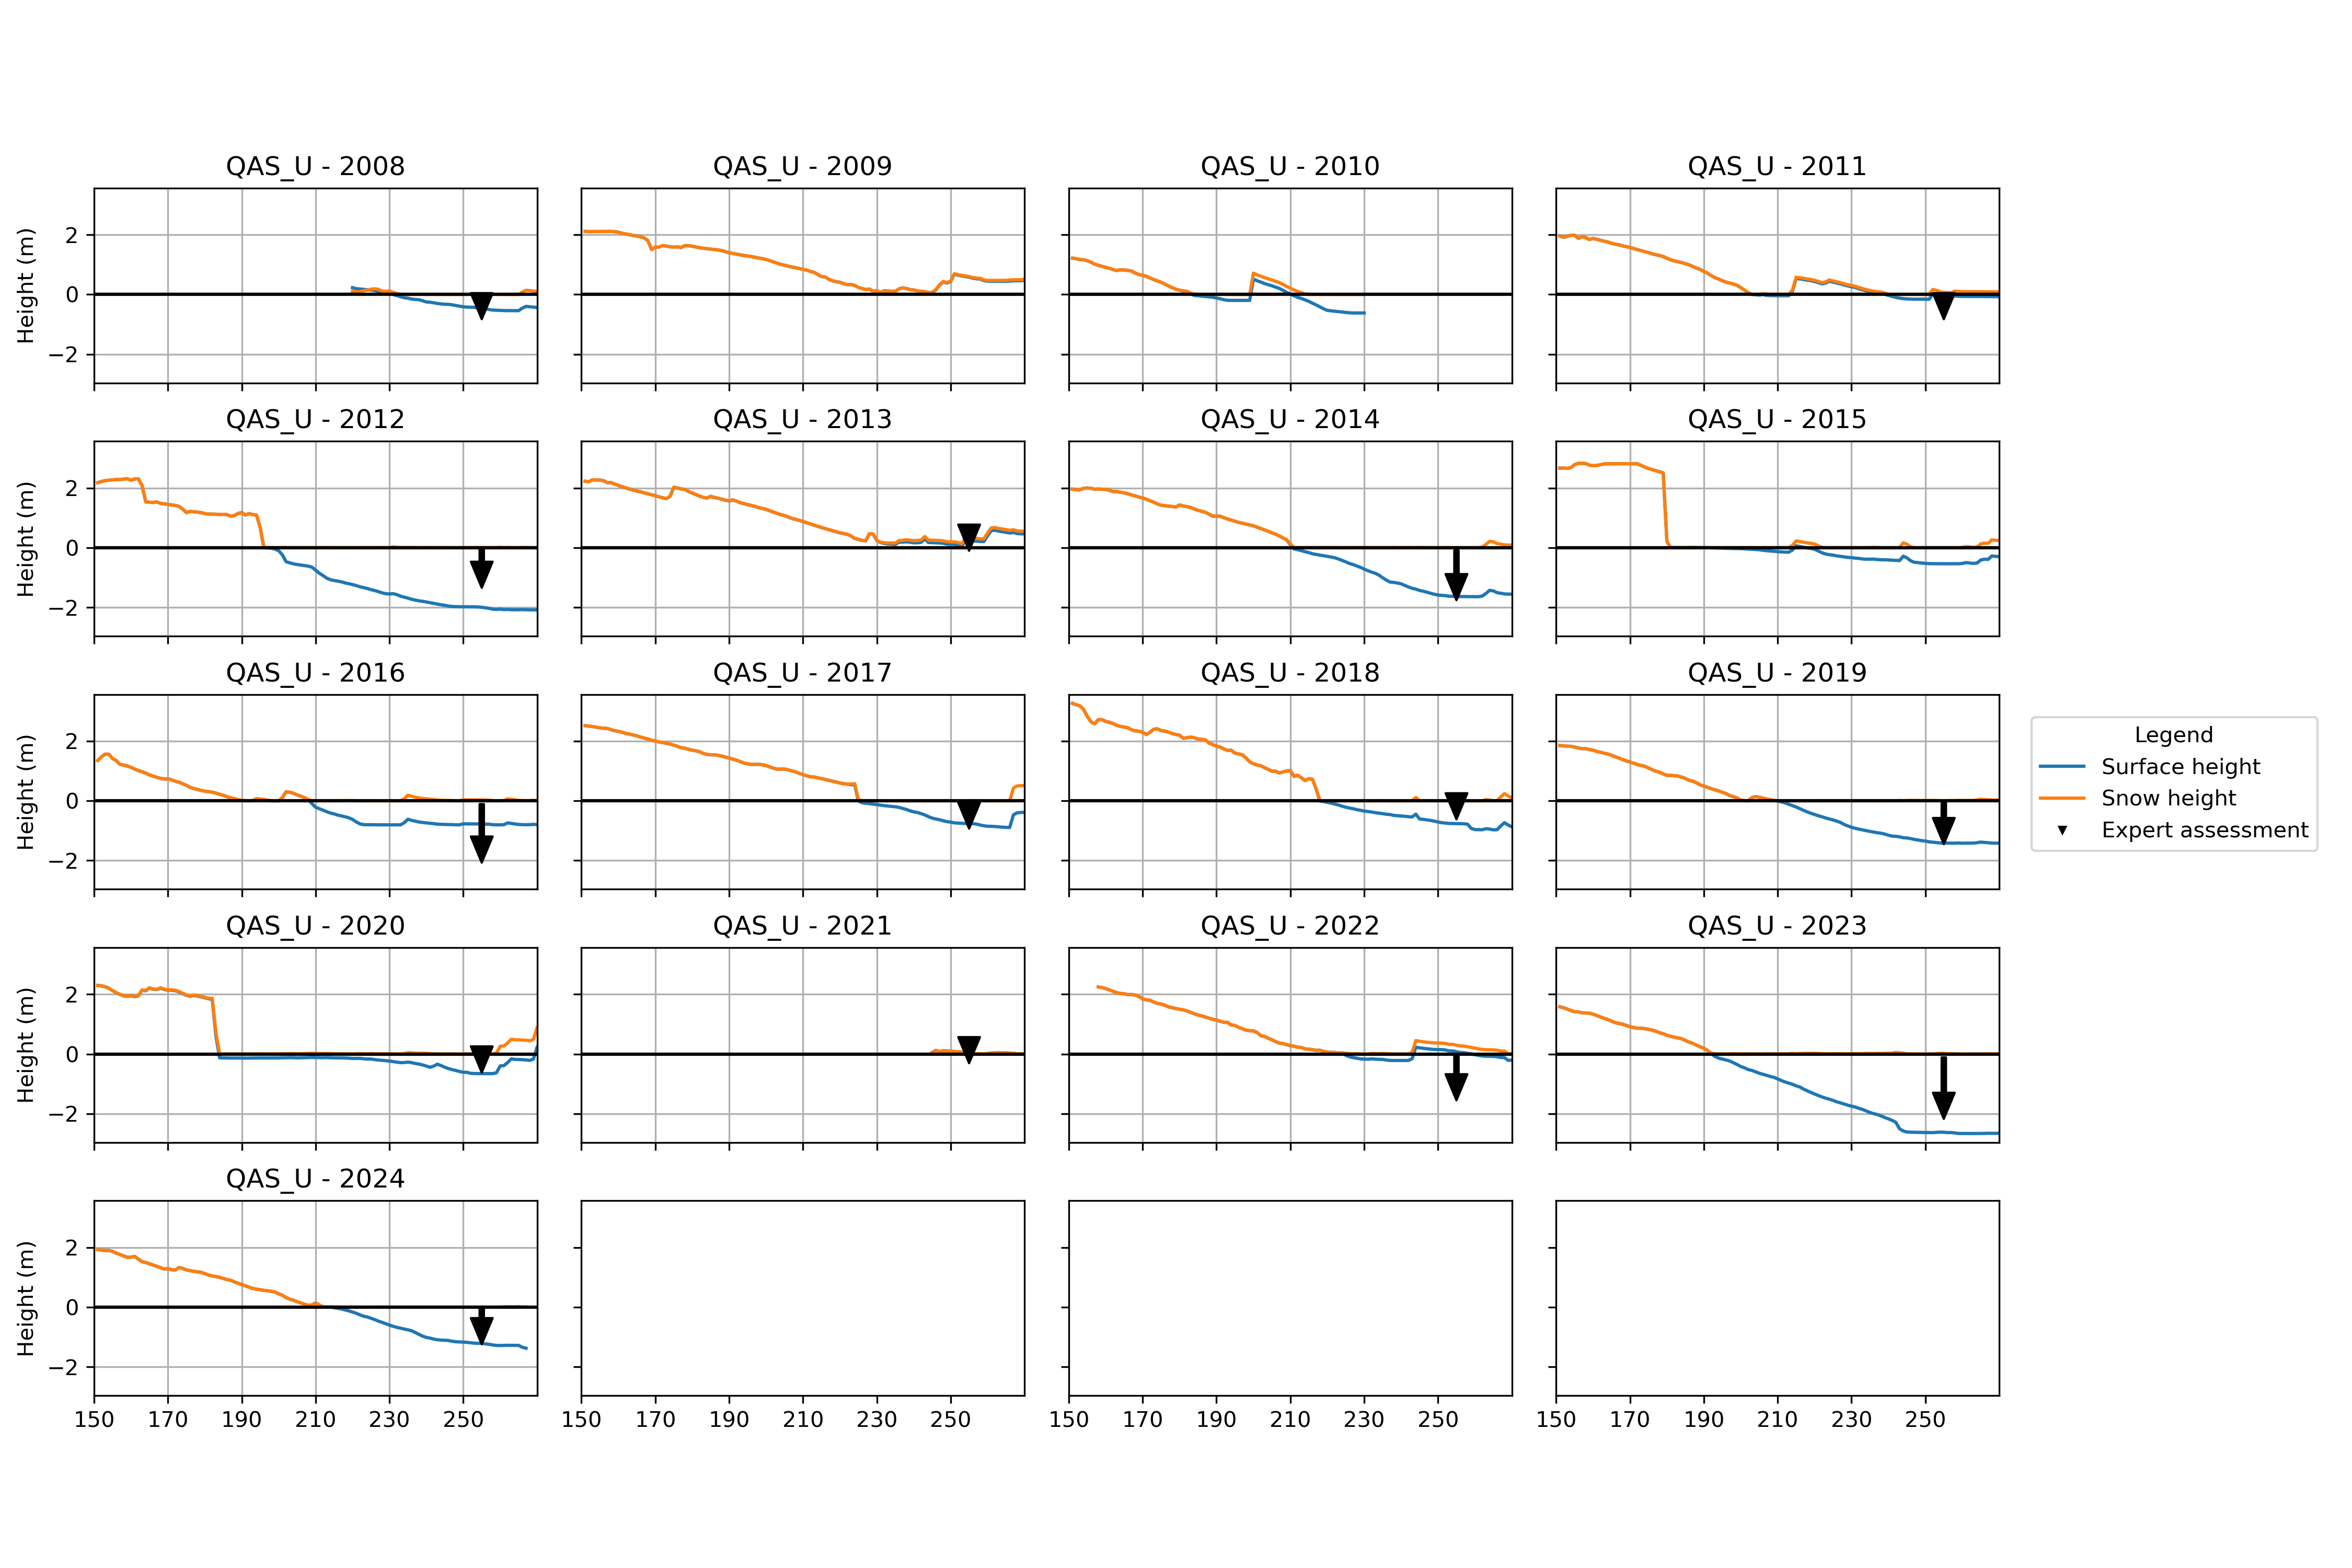 QAS_U - 2008
QAS_U - 2009
QAS_U - 2010
QAS_U - 2011
Height (m)
2
0
−2
QAS_U - 2012
QAS_U - 2013
QAS_U - 2014
QAS_U - 2015
Height (m)
2
0
−2
QAS_U - 2016
QAS_U - 2017
QAS_U - 2018
QAS_U - 2019
Height (m)
2
0
−2
Legend
Surface height
Snow height
Expert assessment
QAS_U - 2020
QAS_U - 2021
QAS_U - 2022
QAS_U - 2023
Height (m)
2
0
−2
QAS_U - 2024
Height (m)
2
0
−2
150 170 190 210 230 250
150 170 190 210 230 250
150 170 190 210 230 250
150 170 190 210 230 250